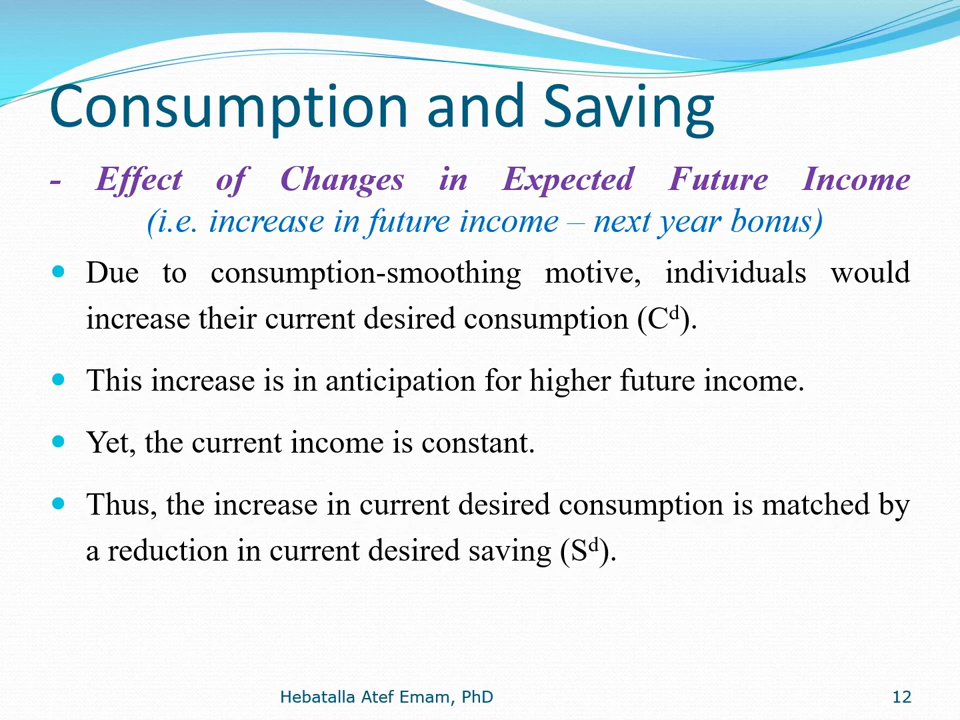 Consumption and Saving
- Effect of Changes in Expected Future Income
(i.e. increase in future income – next year bonus)
• Due to consumption-smoothing motive, individuals would
increase their current desired consumption (Cᵈ).
• This increase is in anticipation for higher future income.
• Yet, the current income is constant.
• Thus, the increase in current desired consumption is matched by
a reduction in current desired saving (Sᵈ).
Hebatalla Atef Emam, PhD
12